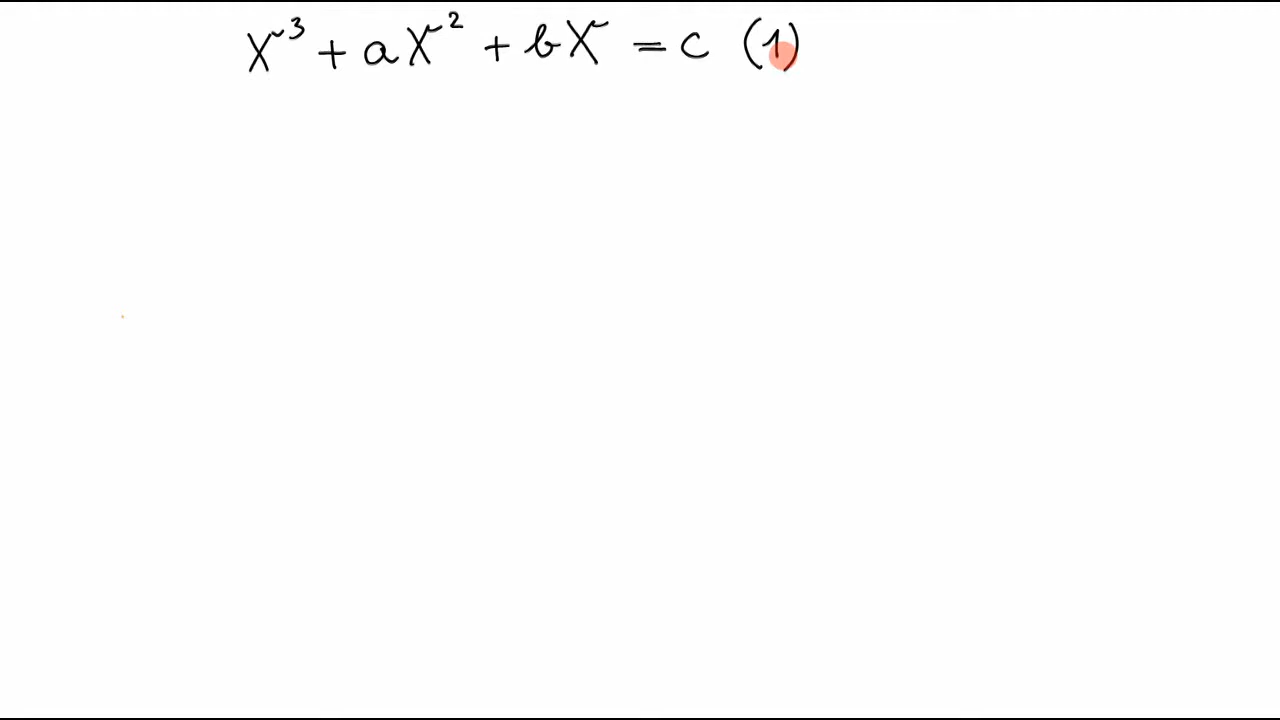 X³ + aX² + bX = c (1)